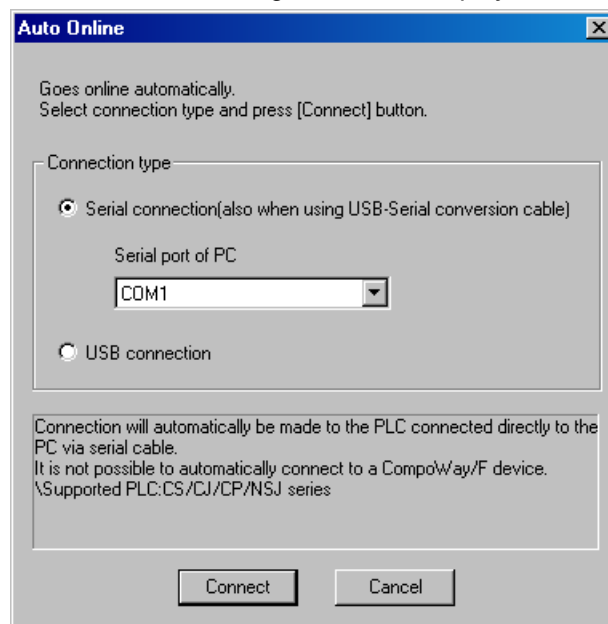 Auto Online
Goes online automatically.
Select connection type and press [Connect] button.
Connection type
Serial connection(also when using USB-Serial conversion cable)
Serial port of PC
COM1
USB connection
Connection will automatically be made to the PLC connected directly to the
PC via serial cable.
It is not possible to automatically connect to a CompoWay/F device.
\Supported PLC:CS/CJ/CP/NSJ series
Connect Cancel